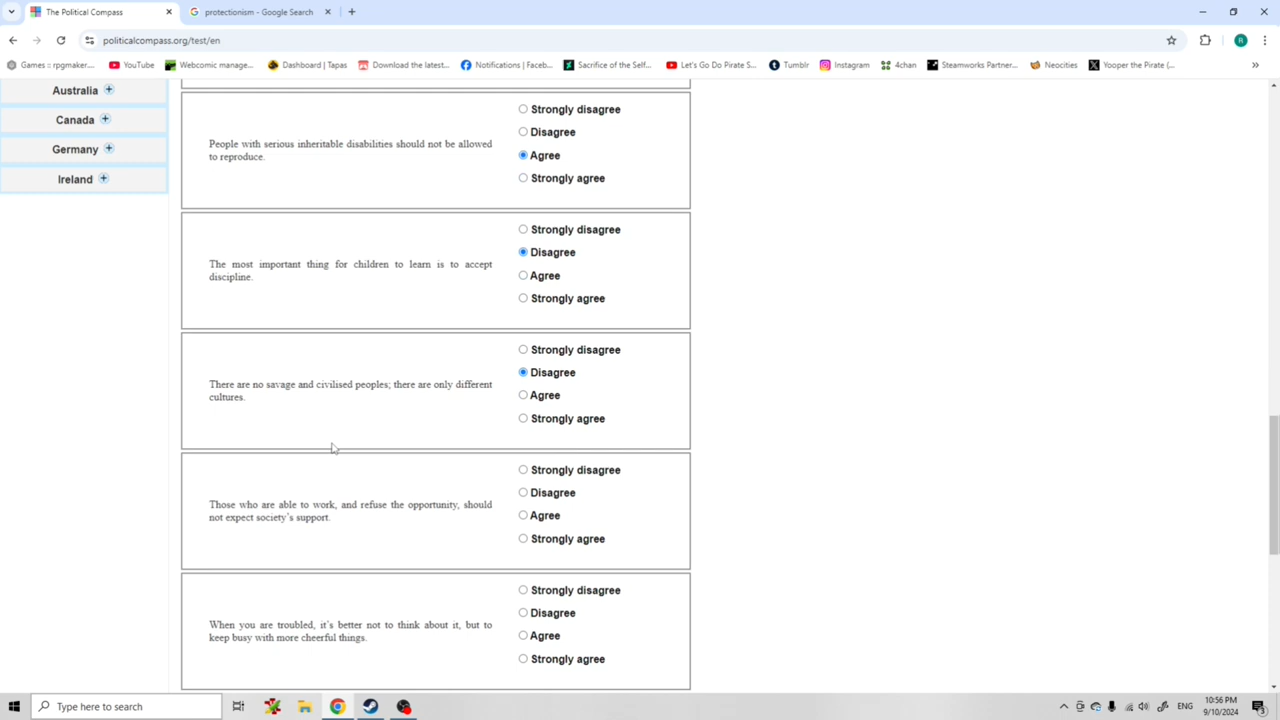 The Political Compass
protectionism - Google Search
politicalcompass.org/test/en
Games :: rpgmaker....
YouTube
Webcomic manage...
Dashboard | Tapas
Download the latest...
Notifications | Faceb...
Sacrifice of the Self...
Let's Go Do Pirate S...
Tumblr
Instagram
4chan
Steamworks Partner...
Neocities
Yooper the Pirate (...
»
Australia +
Canada +
Germany +
Ireland +
People with serious inheritable disabilities should not be allowed
to reproduce.
Strongly disagree
Disagree
Agree
Strongly agree
The most important thing for children to learn is to accept
discipline.
Strongly disagree
Disagree
Agree
Strongly agree
There are no savage and civilised peoples; there are only different
cultures.
Strongly disagree
Disagree
Agree
Strongly agree
Those who are able to work, and refuse the opportunity, should
not expect society's support.
Strongly disagree
Disagree
Agree
Strongly agree
When you are troubled, it's better not to think about it, but to
keep busy with more cheerful things.
Strongly disagree
Disagree
Agree
Strongly agree
Type here to search
ENG
10:56 PM
9/10/2024
3